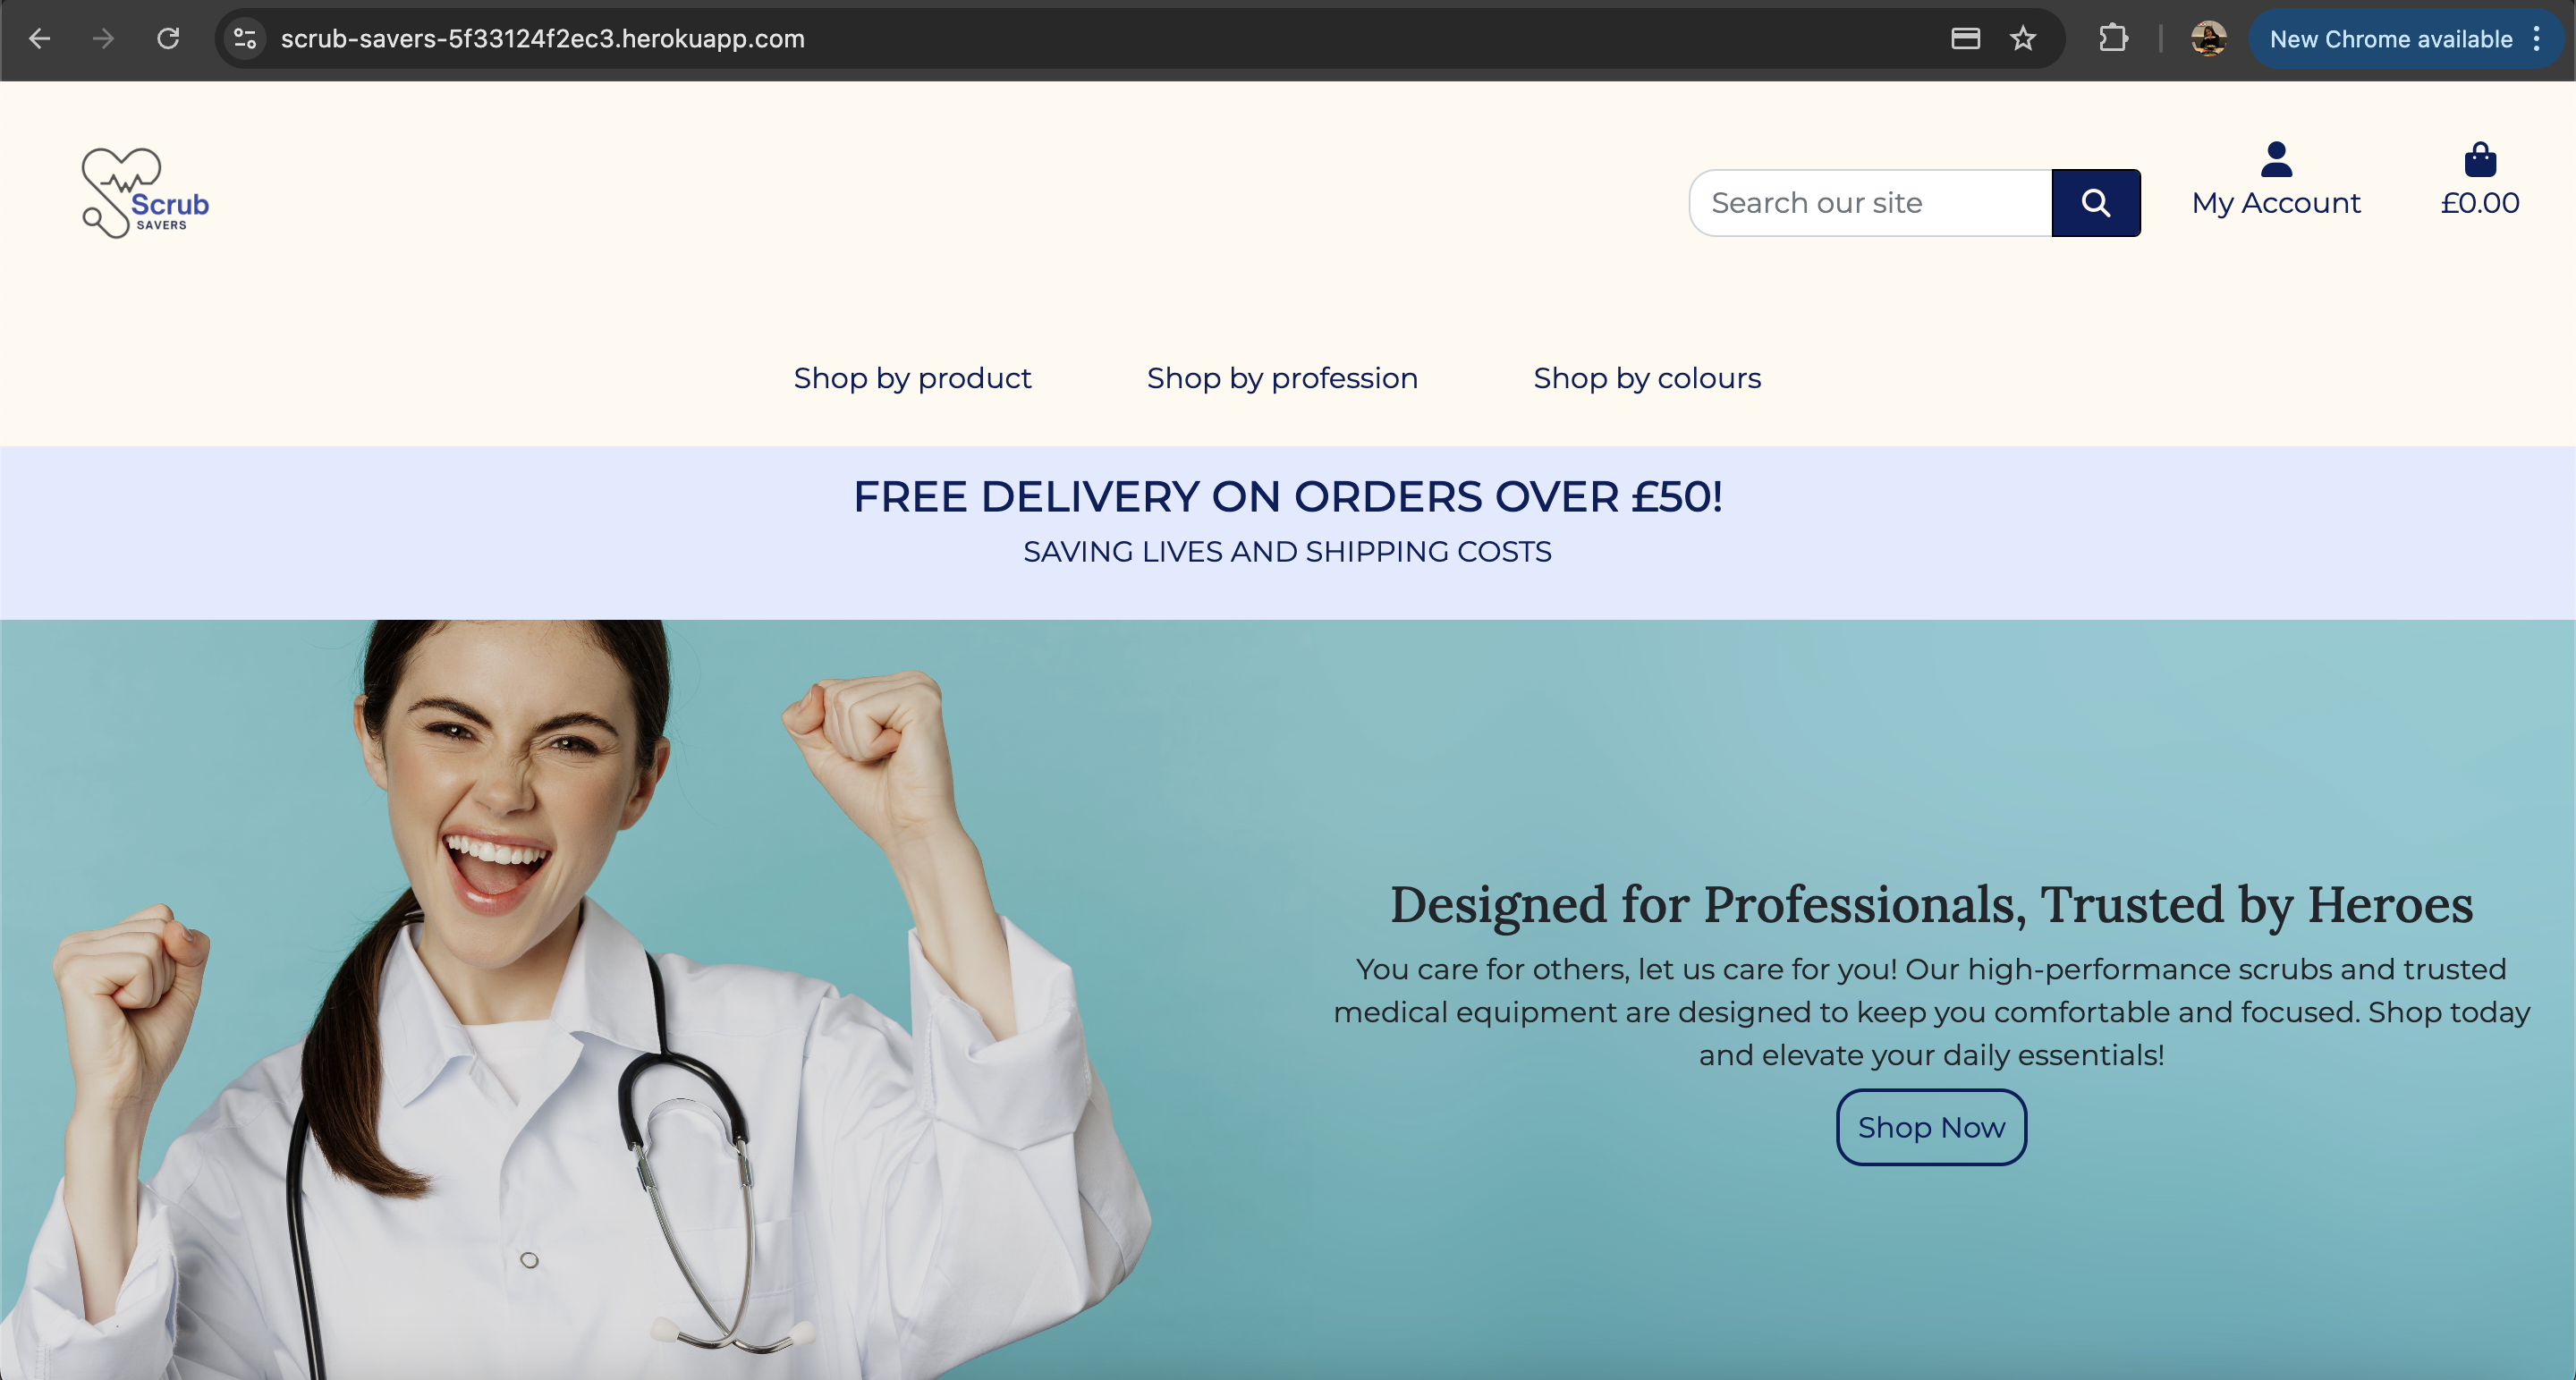 scrub-savers-5f33124f2ec3.herokuapp.com
New Chrome available
Scrub
SAVERS
Search our site
My Account
£0.00
Shop by product
Shop by profession
Shop by colours
FREE DELIVERY ON ORDERS OVER £50!
SAVING LIVES AND SHIPPING COSTS
Designed for Professionals, Trusted by Heroes
You care for others, let us care for you! Our high-performance scrubs and trusted
medical equipment are designed to keep you comfortable and focused. Shop today
and elevate your daily essentials!
Shop Now